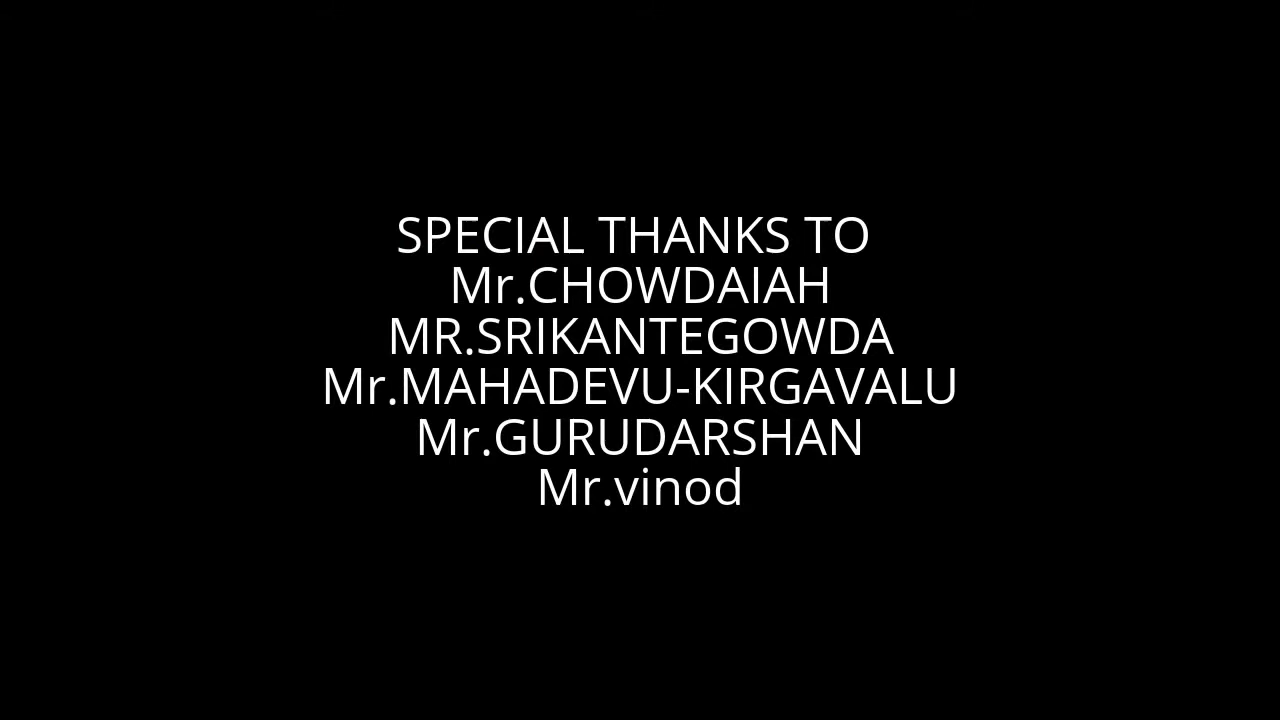 SPECIAL THANKS TO
Mr.CHOWDAIAH
MR.SRIKANTEGOWDA
Mr.MAHADEVU-KIRGAVALU
Mr.GURUDARSHAN
Mr.vinod